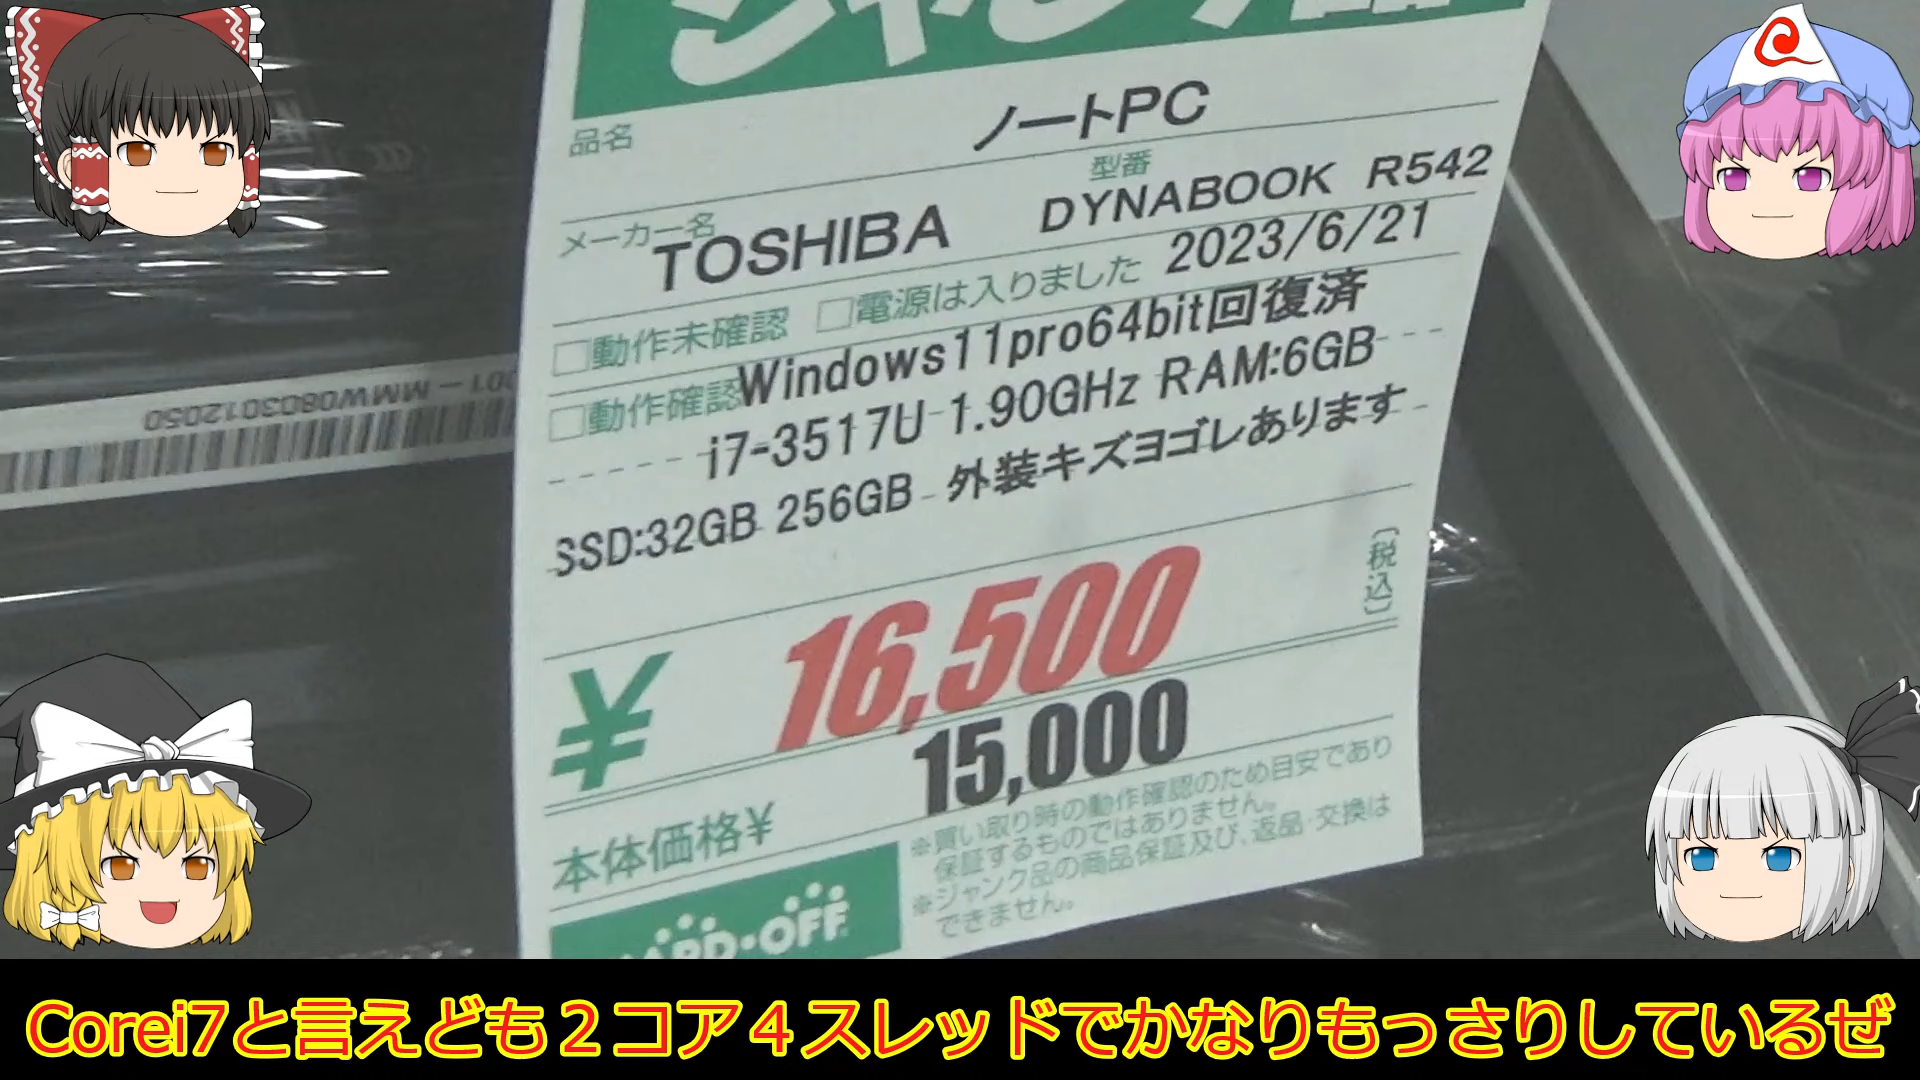 ジャンク品
品名
ノートPC
メーカー名
TOSHIBA
型番
DYNABOOK R542
□動作未確認 □電源は入りました 2023/6/21
□動作確認 Windows11pro64bit回復済
i7-3517U 1.90GHz RAM:6GB
SSD:32GB 256GB 外装キズヨゴレあります
¥ 16,500 〔税込〕
本体価格¥ 15,000
※買い取り時の動作確認のため目安であり
保証するものではありません。
※ジャンク品の商品保証及び、返品・交換は
できません。
HARD・OFF
MMW0803012050
Corei7と言えども２コア４スレッドでかなりもっさりしているぜ